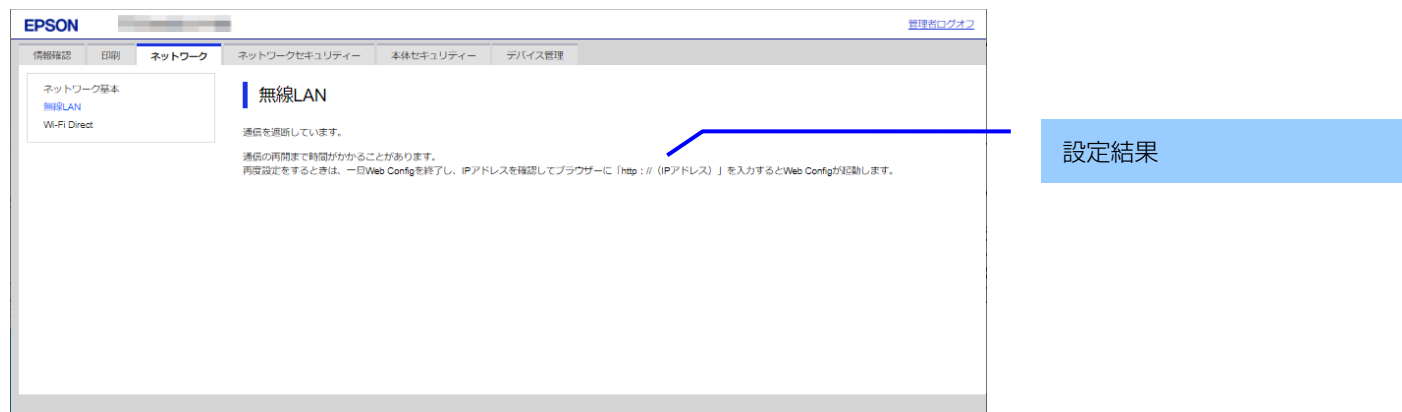 EPSON
管理者ログオフ
情報確認 印刷 ネットワーク ネットワークセキュリティー 本体セキュリティー デバイス管理
ネットワーク基本
無線LAN
Wi-Fi Direct
無線LAN
通信を遮断しています。
通信の再開まで時間がかかることがあります。
再度設定をするときは、一旦Web Configを終了し、IPアドレスを確認してブラウザーに「http：//（IPアドレス）」を入力するとWeb Configが起動します。
設定結果